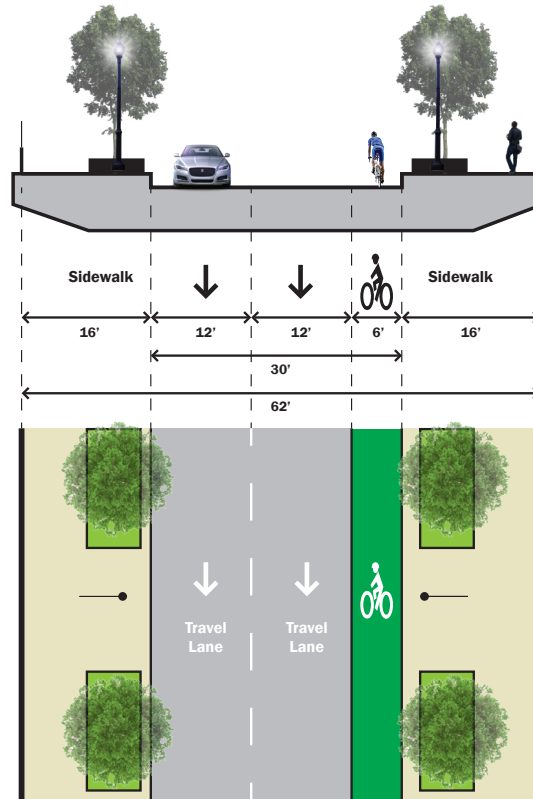 Sidewalk
Sidewalk
16’
12’
12’
6’
16’
30’
62’
Travel
Lane
Travel
Lane